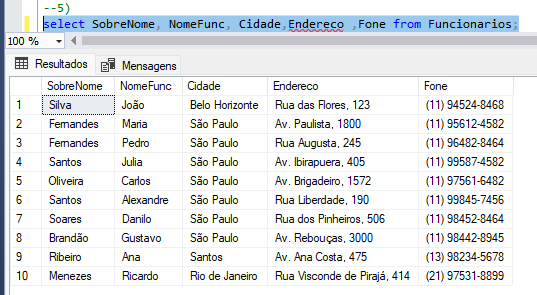 --5)
select SobreNome, NomeFunc, Cidade,Endereco ,Fone from Funcionarios;
100 %
Resultados Mensagens
SobreNome NomeFunc Cidade Endereco Fone
1 Silva João Belo Horizonte Rua das Flores, 123 (11) 94524-8468
2 Fernandes Maria São Paulo Av. Paulista, 1800 (11) 95612-4582
3 Fernandes Pedro São Paulo Rua Augusta, 245 (11) 96482-8464
4 Santos Julia São Paulo Av. Ibirapuera, 405 (11) 99587-4582
5 Oliveira Carlos São Paulo Av. Brigadeiro, 1572 (11) 97561-6482
6 Santos Alexandre São Paulo Rua Liberdade, 190 (11) 99845-7456
7 Soares Danilo São Paulo Rua dos Pinheiros, 506 (11) 98452-8464
8 Brandão Gustavo São Paulo Av. Rebouças, 3000 (11) 98442-8945
9 Ribeiro Ana Santos Av. Ana Costa, 475 (13) 98234-5678
10 Menezes Ricardo Rio de Janeiro Rua Visconde de Pirajá, 414 (21) 97531-8899